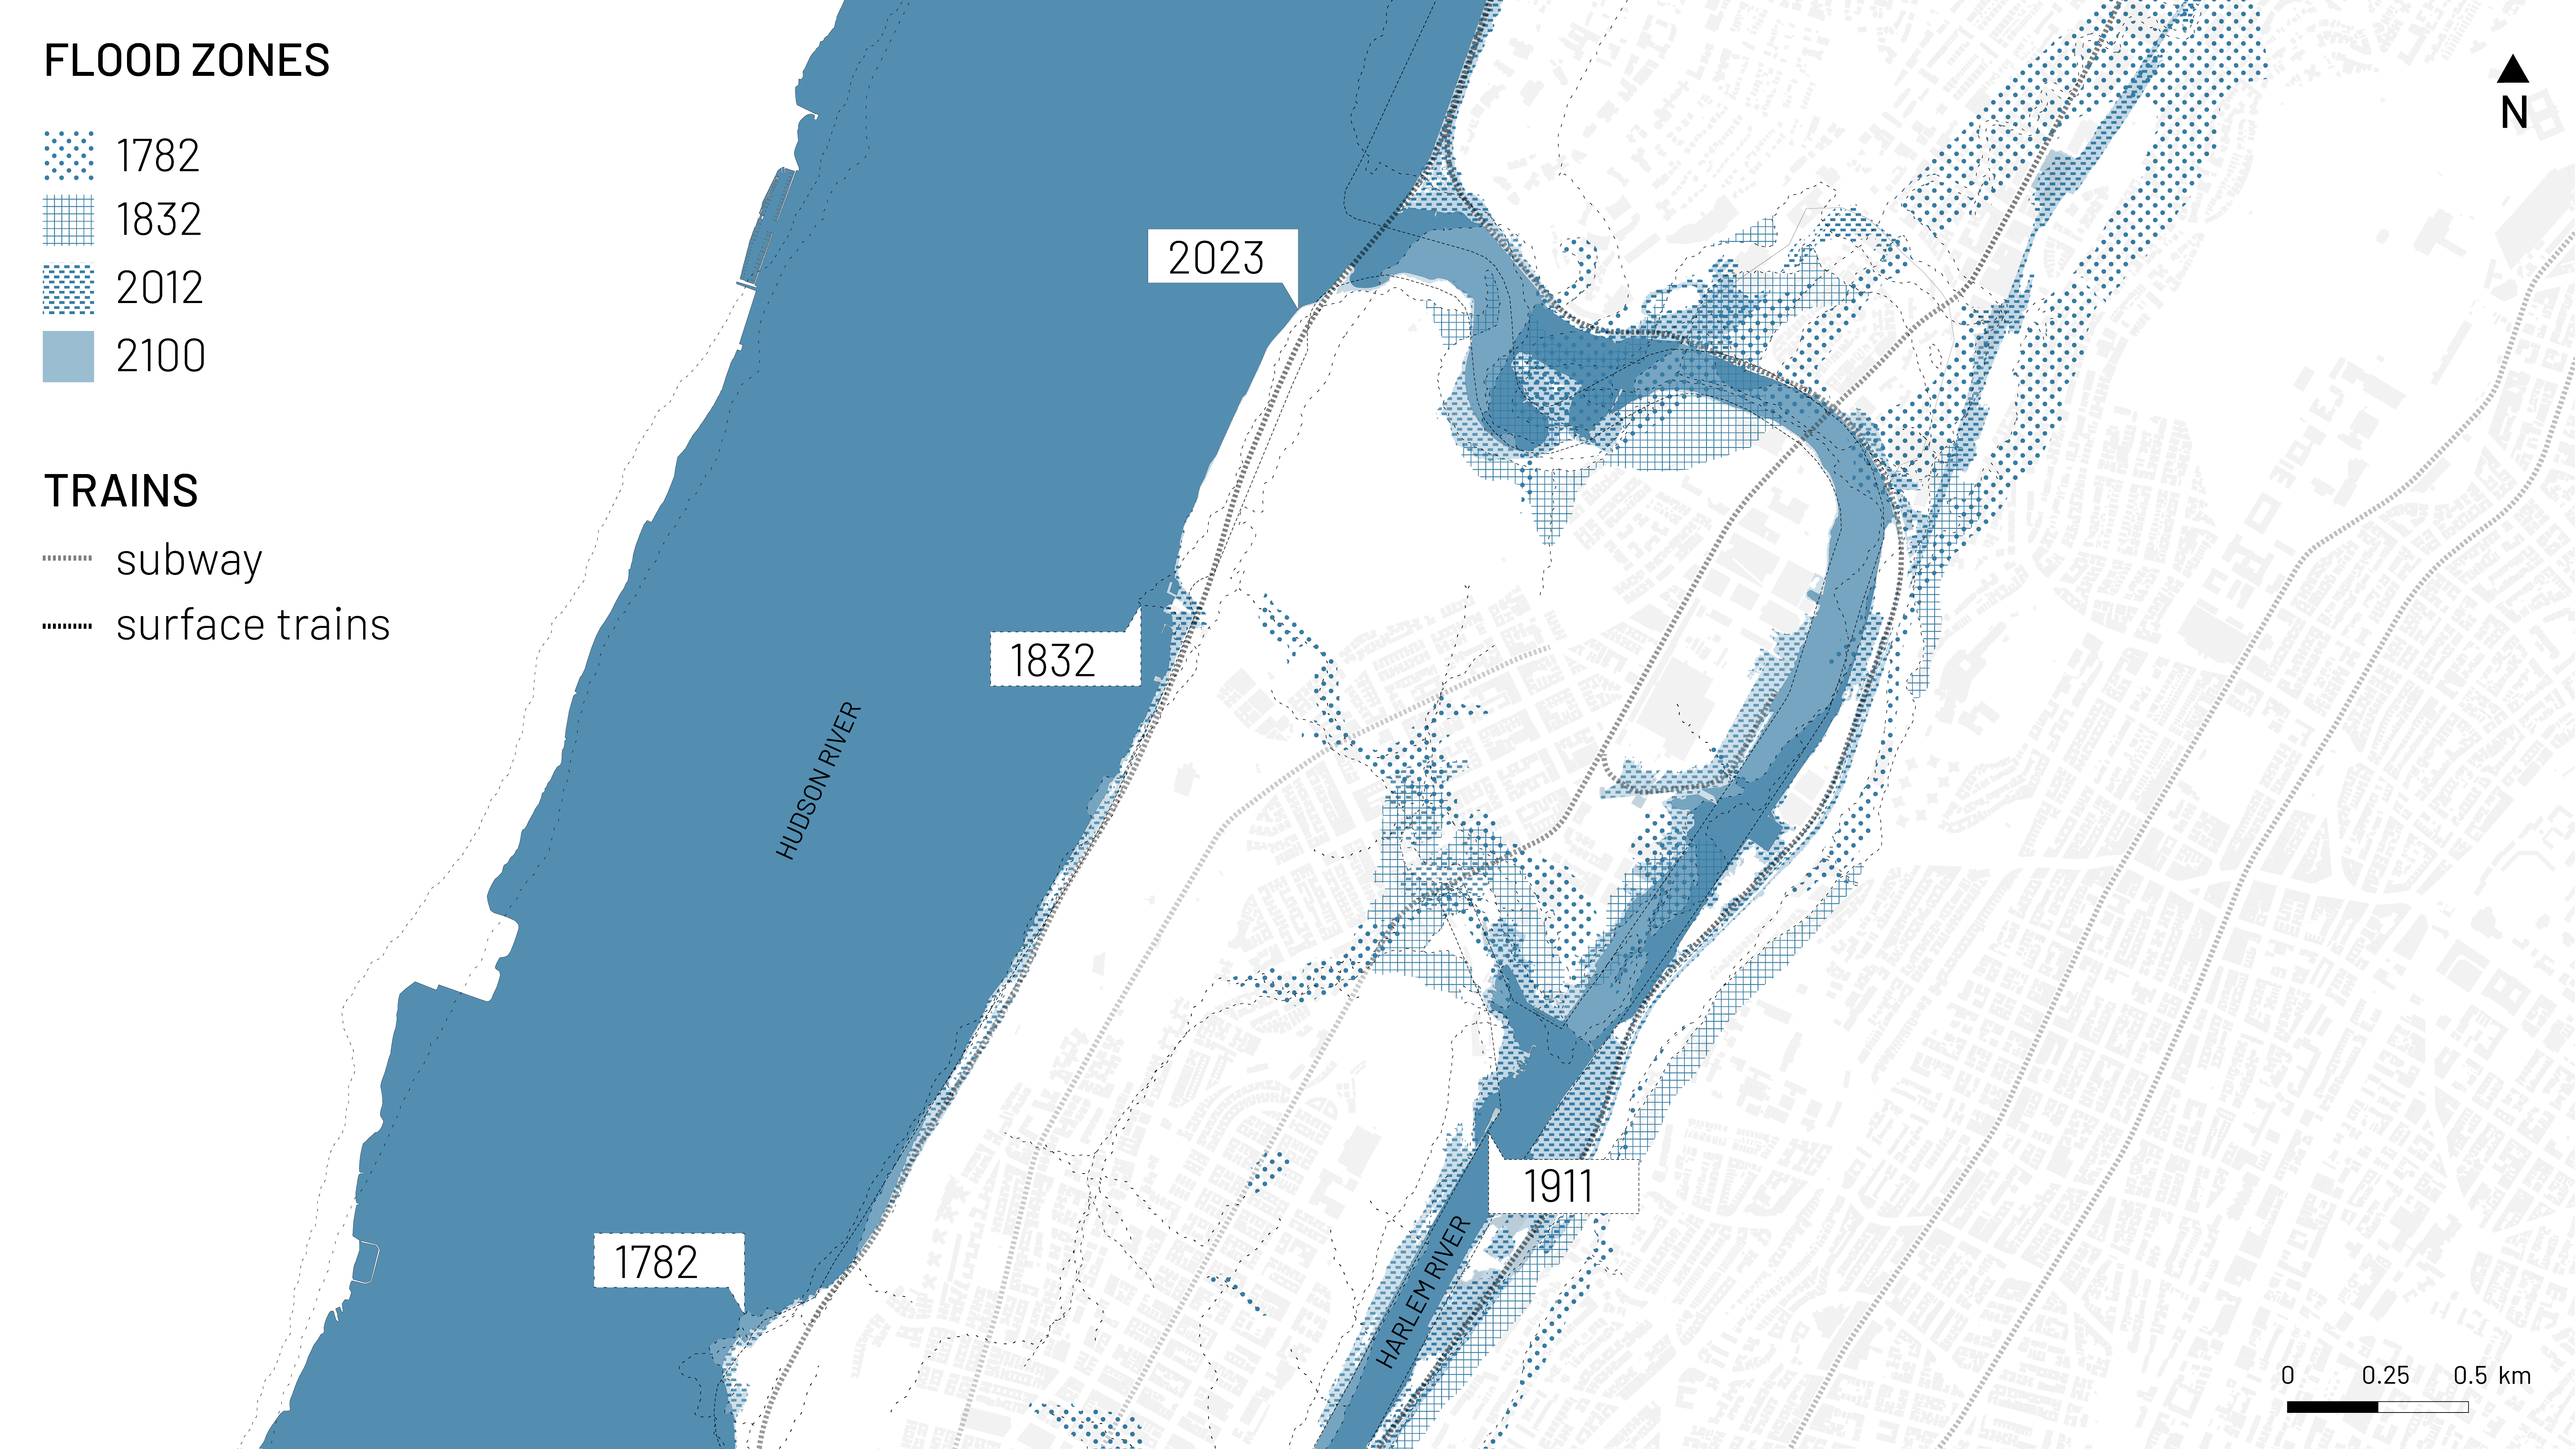 FLOOD ZONES
1782
1832
2012
2100
TRAINS
subway
surface trains
N
2023
1832
HUDSON RIVER
1911
1782
HARLEM RIVER
0 0.25 0.5 km